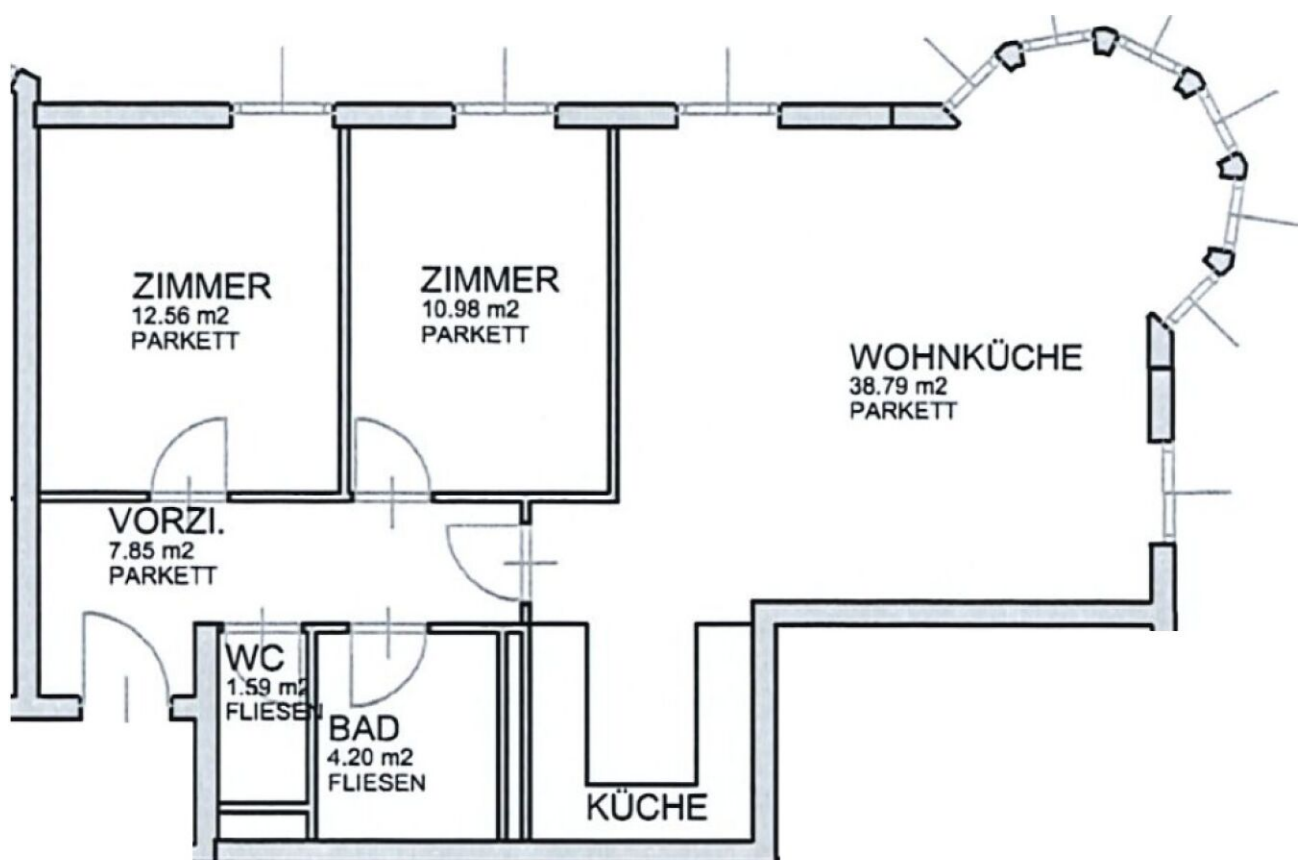 ZIMMER
12.56 m2
PARKETT
ZIMMER
10.98 m2
PARKETT
WOHNKÜCHE
38.79 m2
PARKETT
VORZI.
7.85 m2
PARKETT
WC
1.59 m2
FLIESEN
BAD
4.20 m2
FLIESEN
KÜCHE